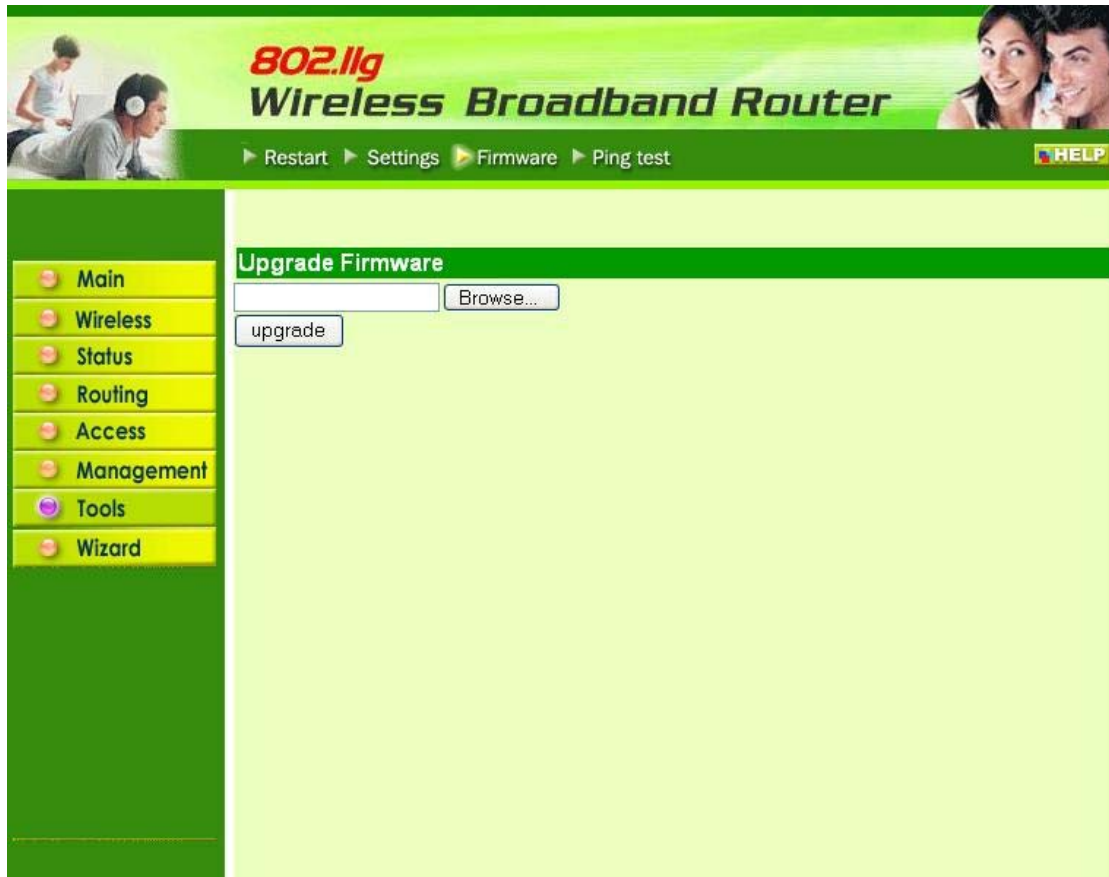 802.11g
Wireless Broadband Router
Restart Settings Firmware Ping test HELP
Main
Wireless
Status
Routing
Access
Management
Tools
Wizard
Upgrade Firmware
Browse...
upgrade